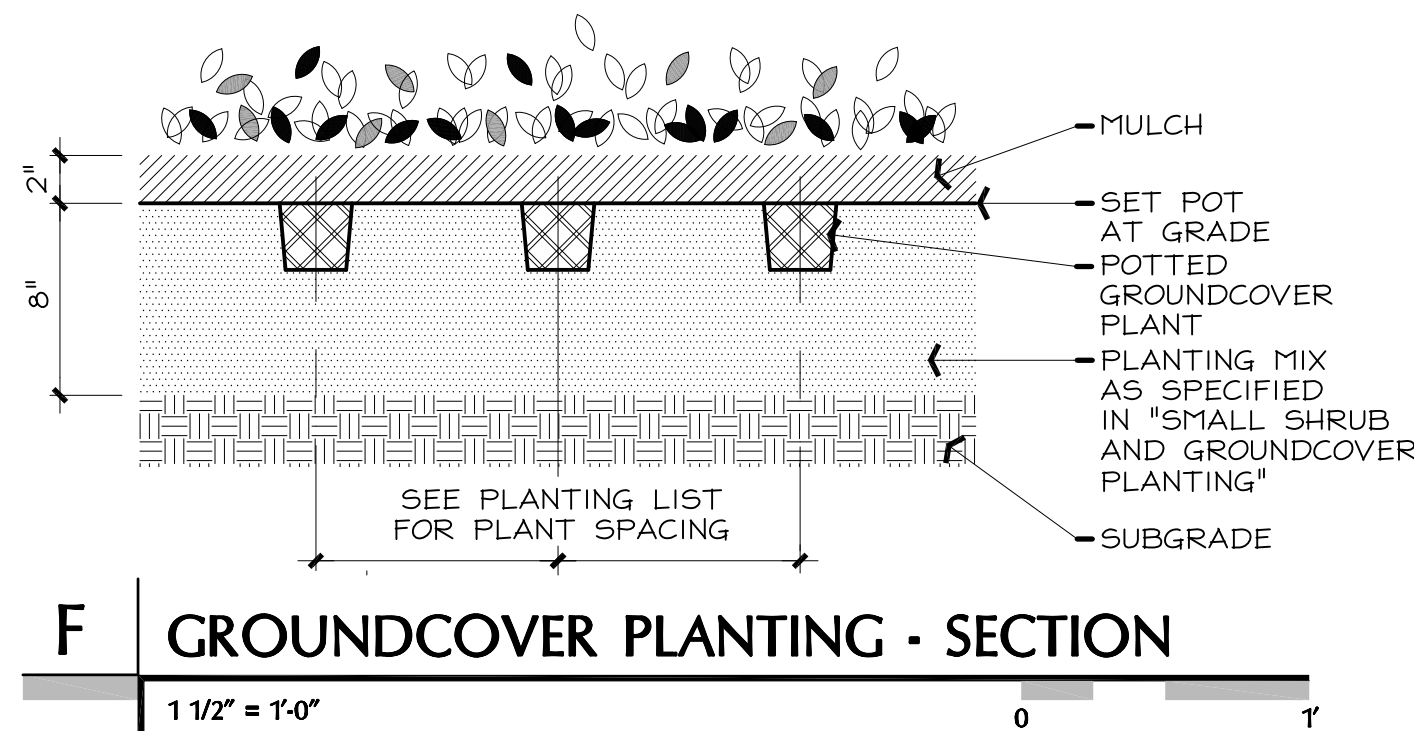 MULCH
2"
SET POT
AT GRADE
POTTED
GROUNDCOVER
PLANT
8"
PLANTING MIX
AS SPECIFIED
IN "SMALL SHRUB
AND GROUNDCOVER
PLANTING"
SEE PLANTING LIST
FOR PLANT SPACING
SUBGRADE
F
GROUNDCOVER PLANTING - SECTION
1 1/2" = 1'-0"
0
1'